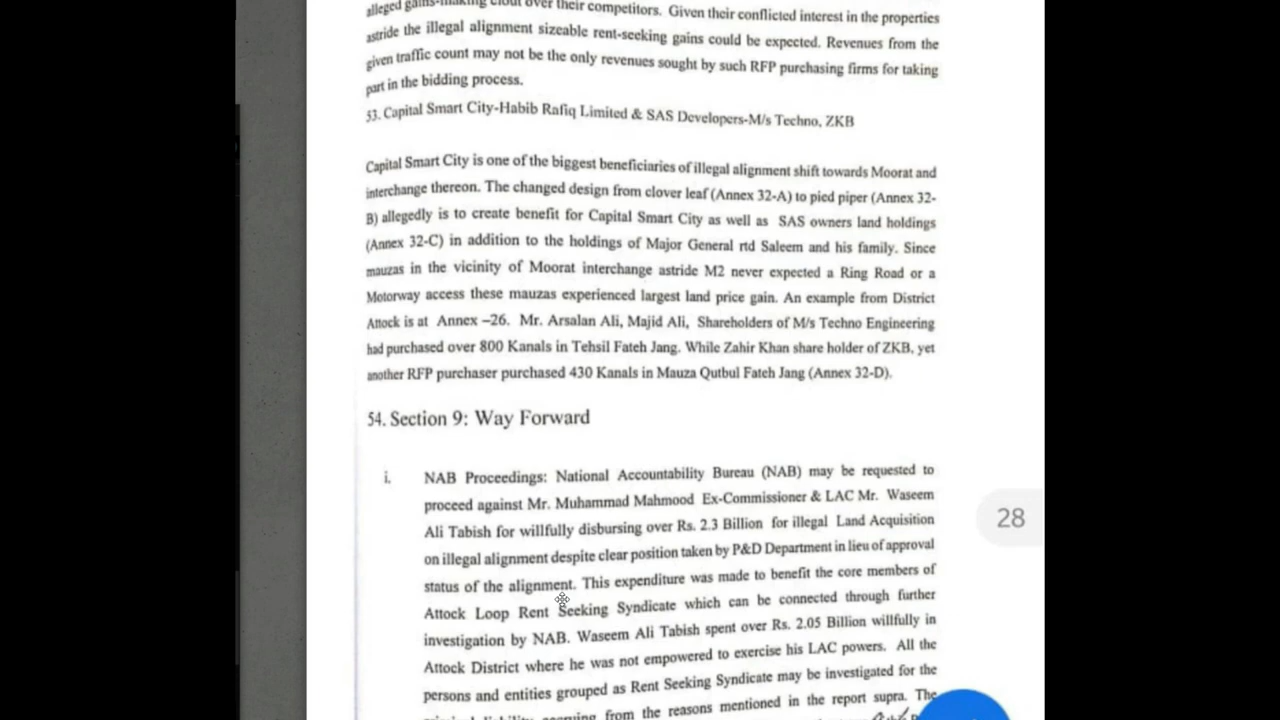 alleged gains-making clout over their competitors. Given their conflicted interest in the properties
astride the illegal alignment sizeable rent-seeking gains could be expected. Revenues from the
given traffic count may not be the only revenues sought by such RFP purchasing firms for taking
part in the bidding process.
53. Capital Smart City-Habib Rafiq Limited & SAS Developers-M/s Techno, ZKB
Capital Smart City is one of the biggest beneficiaries of illegal alignment shift towards Moorat and
interchange thereon. The changed design from clover leaf (Annex 32-A) to pied piper (Annex 32-
B) allegedly is to create benefit for Capital Smart City as well as SAS owners land holdings
(Annex 32-C) in addition to the holdings of Major General rtd Saleem and his family. Since
mauzas in the vicinity of Moorat interchange astride M2 never expected a Ring Road or a
Motorway access these mauzas experienced largest land price gain. An example from District
Attock is at Annex –26. Mr. Arsalan Ali, Majid Ali, Shareholders of M/s Techno Engineering
had purchased over 800 Kanals in Tehsil Fateh Jang. While Zahir Khan share holder of ZKB, yet
another RFP purchaser purchased 430 Kanals in Mauza Qutbul Fateh Jang (Annex 32-D).
54. Section 9: Way Forward
i. NAB Proceedings: National Accountability Bureau (NAB) may be requested to
proceed against Mr. Muhammad Mahmood Ex-Commissioner & LAC Mr. Waseem
Ali Tabish for willfully disbursing over Rs. 2.3 Billion for illegal Land Acquisition
on illegal alignment despite clear position taken by P&D Department in lieu of approval
status of the alignment. This expenditure was made to benefit the core members of
Attock Loop Rent Seeking Syndicate which can be connected through further
investigation by NAB. Waseem Ali Tabish spent over Rs. 2.05 Billion willfully in
Attock District where he was not empowered to exercise his LAC powers. All the
persons and entities grouped as Rent Seeking Syndicate may be investigated for the
from the reasons mentioned in the report supra. The
28